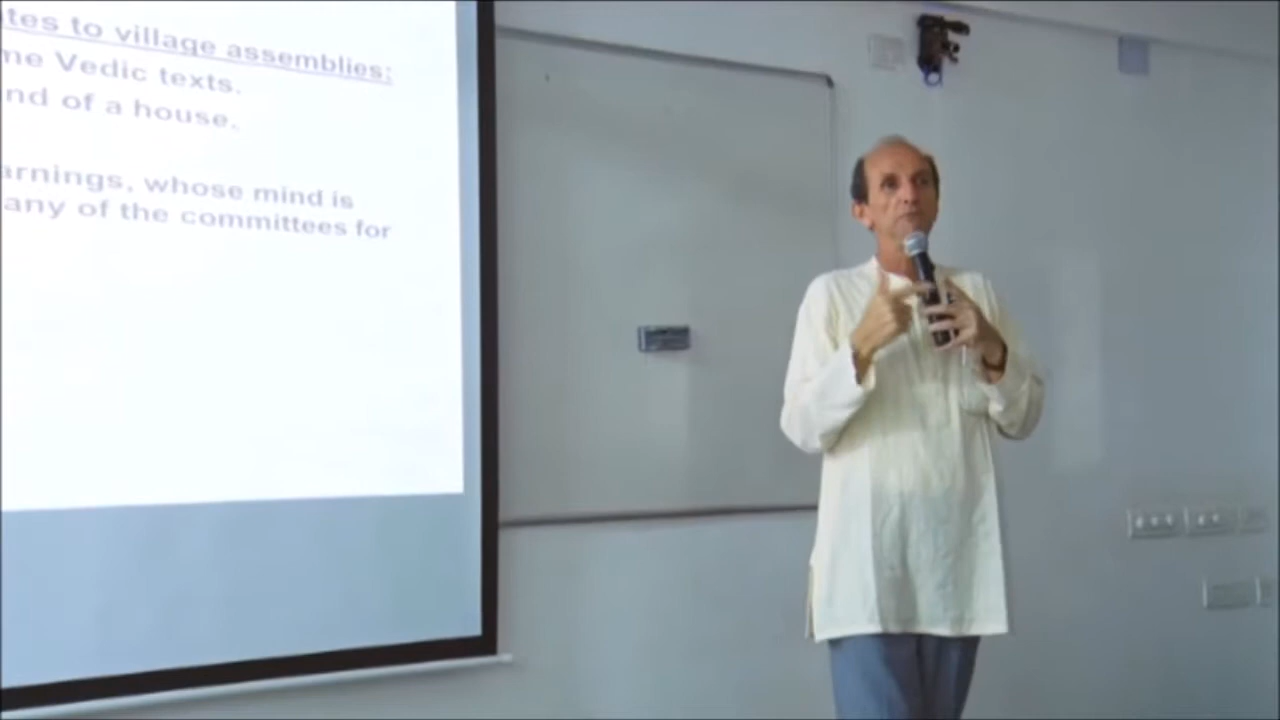 tes to village assemblies:
me Vedic texts.
nd of a house.
arnings, whose mind is
any of the committees for